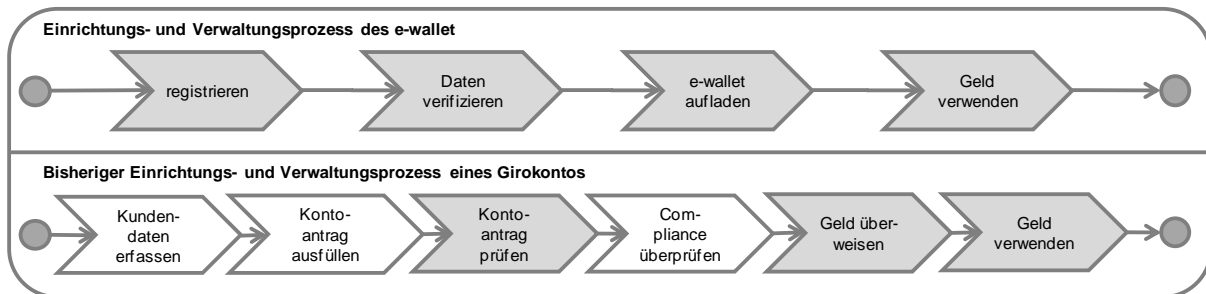 Einrichtungs- und Verwaltungsprozess des e-wallet
registrieren
Daten
verifizieren
e-wallet
aufladen
Geld
verwenden
Bisheriger Einrichtungs- und Verwaltungsprozess eines Girokontos
Kunden-
daten
erfassen
Konto-
antrag
ausfüllen
Konto-
antrag
prüfen
Com-
pliance
überprüfen
Geld über-
weisen
Geld
verwenden